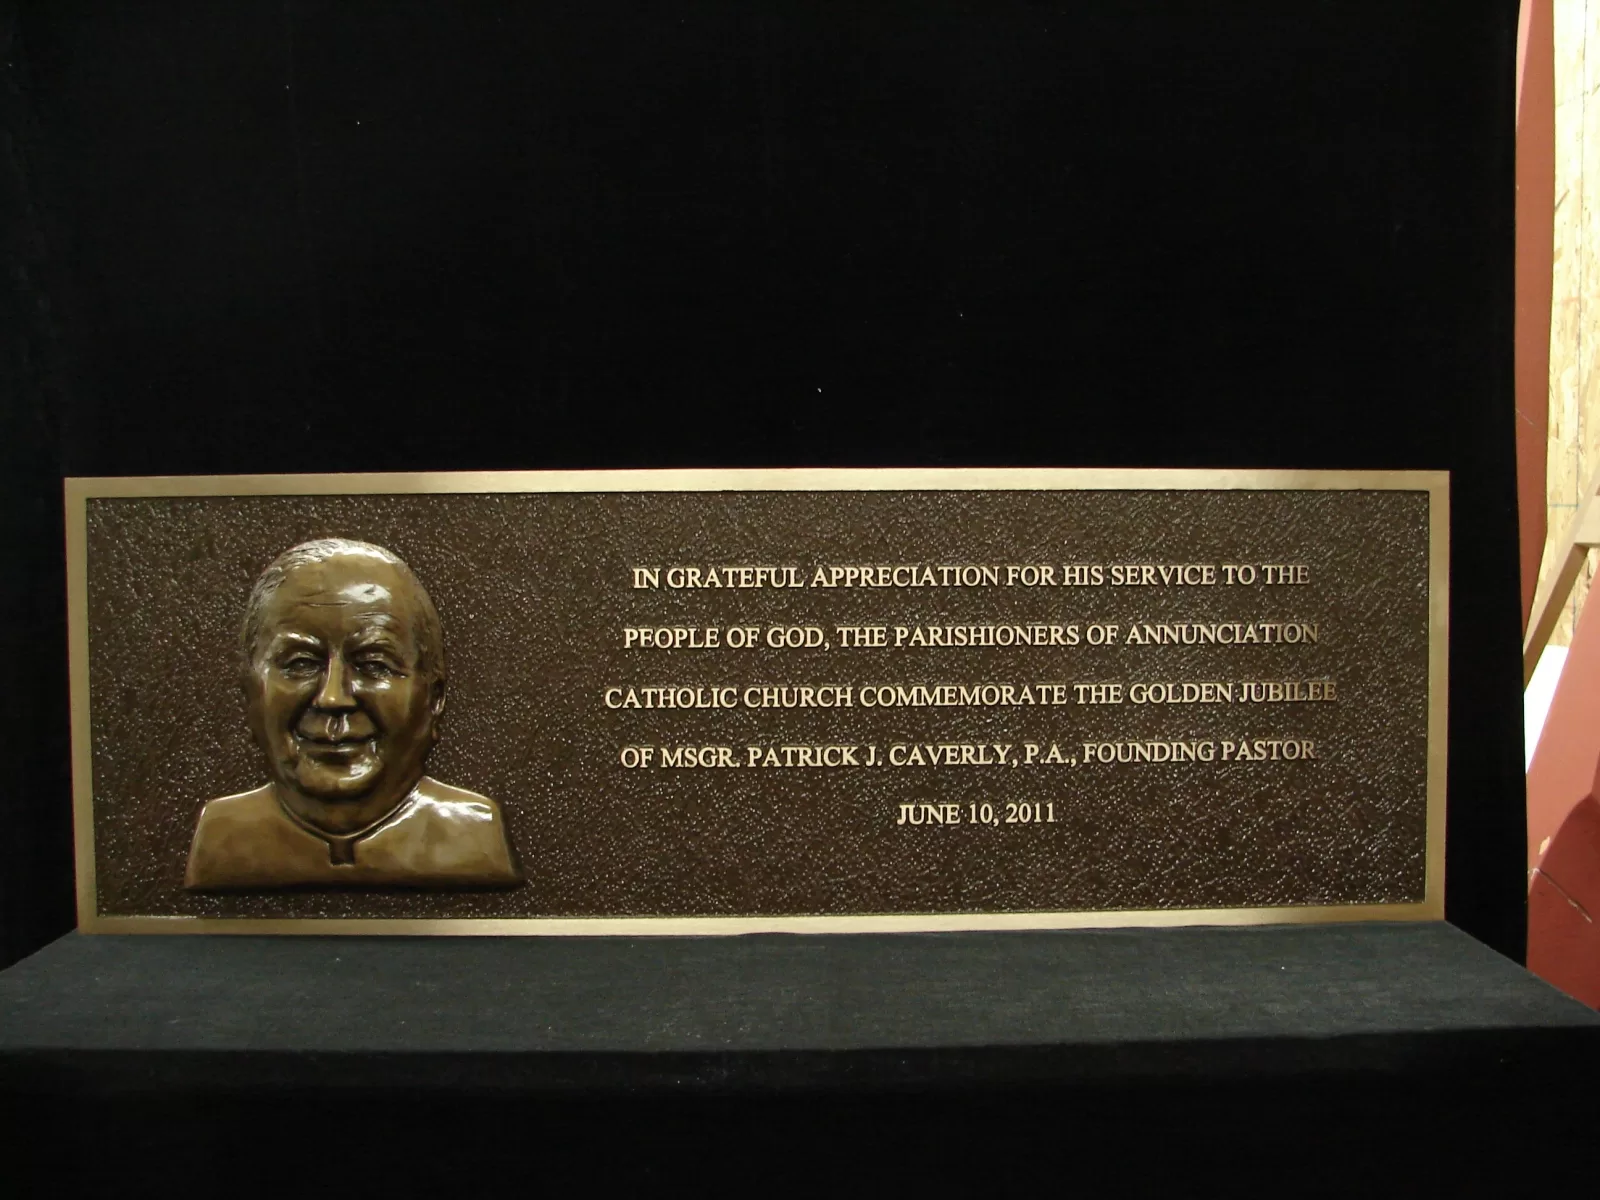 IN GRATEFUL APPRECIATION FOR HIS SERVICE TO THE
PEOPLE OF GOD, THE PARISHIONERS OF ANNUNCIATION
CATHOLIC CHURCH COMMEMORATE THE GOLDEN JUBILEE
OF MSGR. PATRICK J. CAVERLY, P.A., FOUNDING PASTOR
JUNE 10, 2011